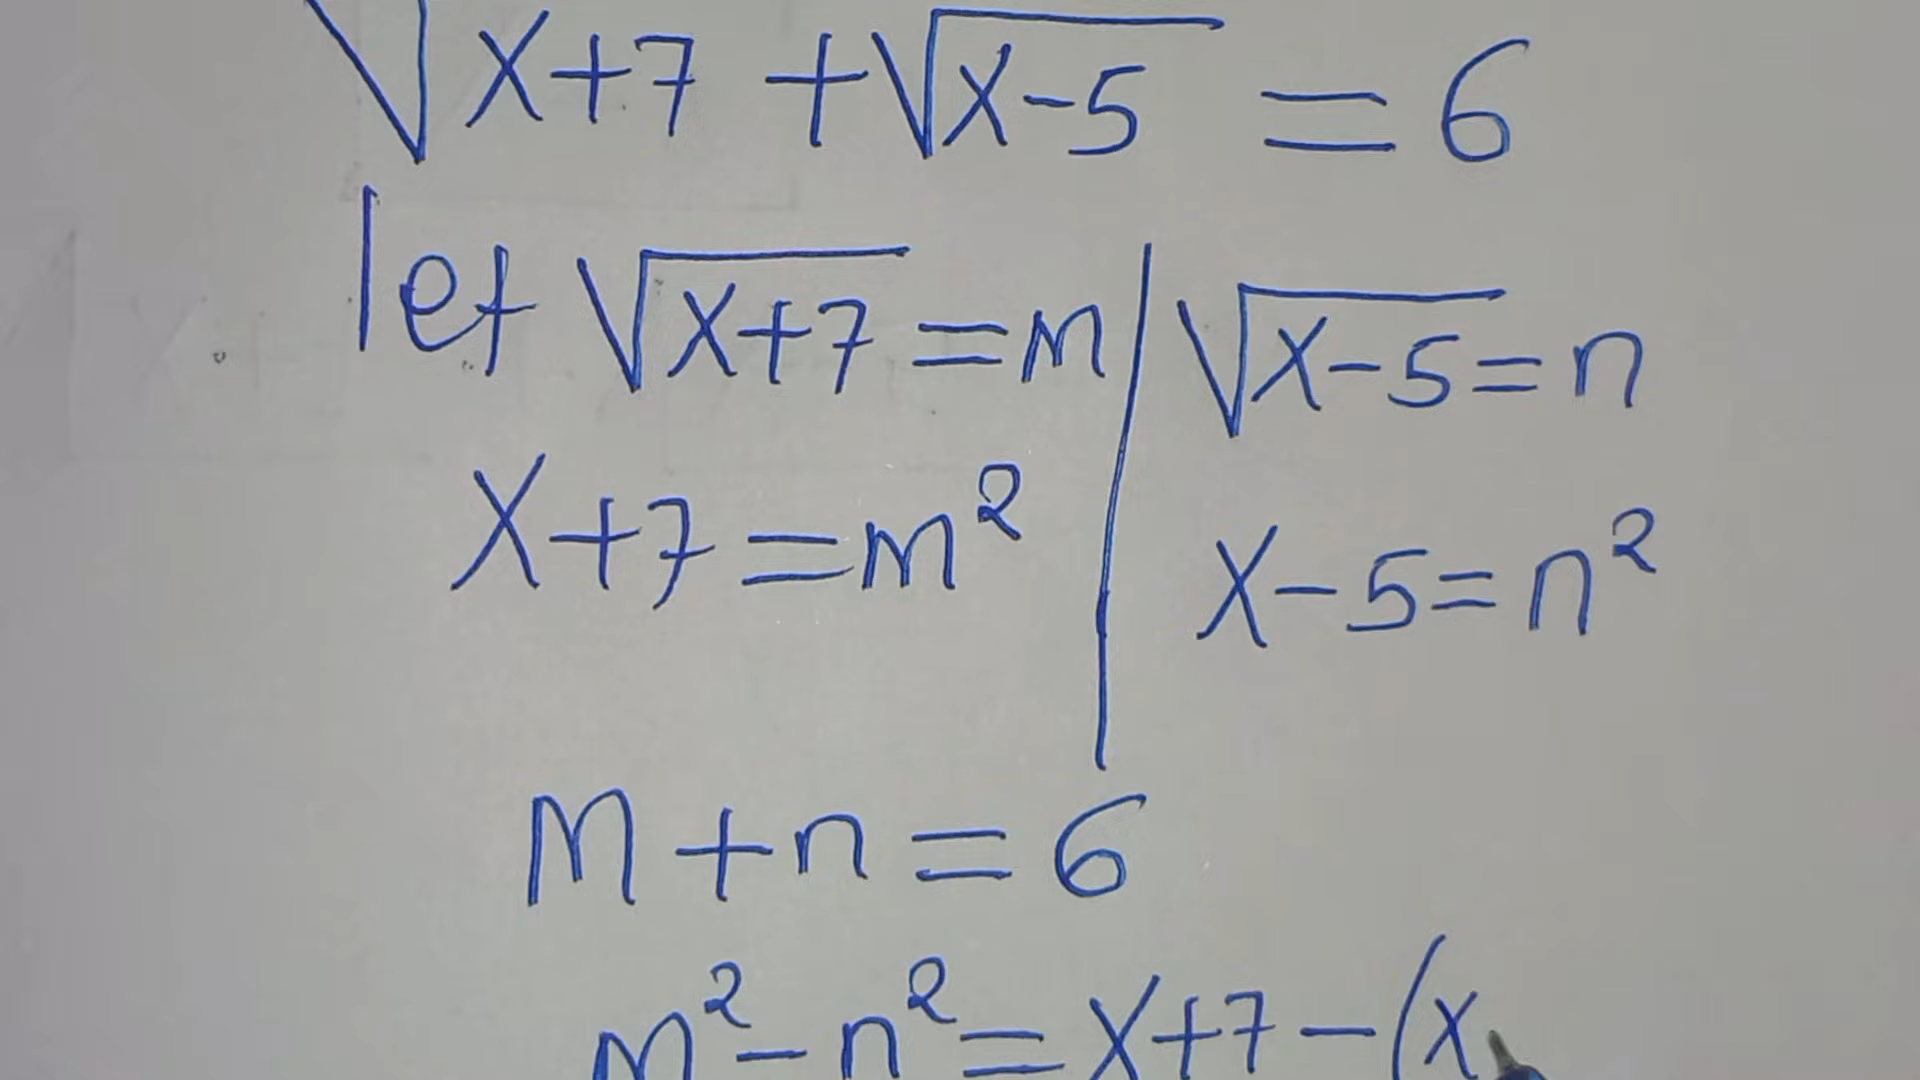 √x+7 + √x-5 = 6
let √x+7 = m | √x-5 = n
x+7 = m² | x-5 = n²
m + n = 6
m² - n² = x+7 - (x